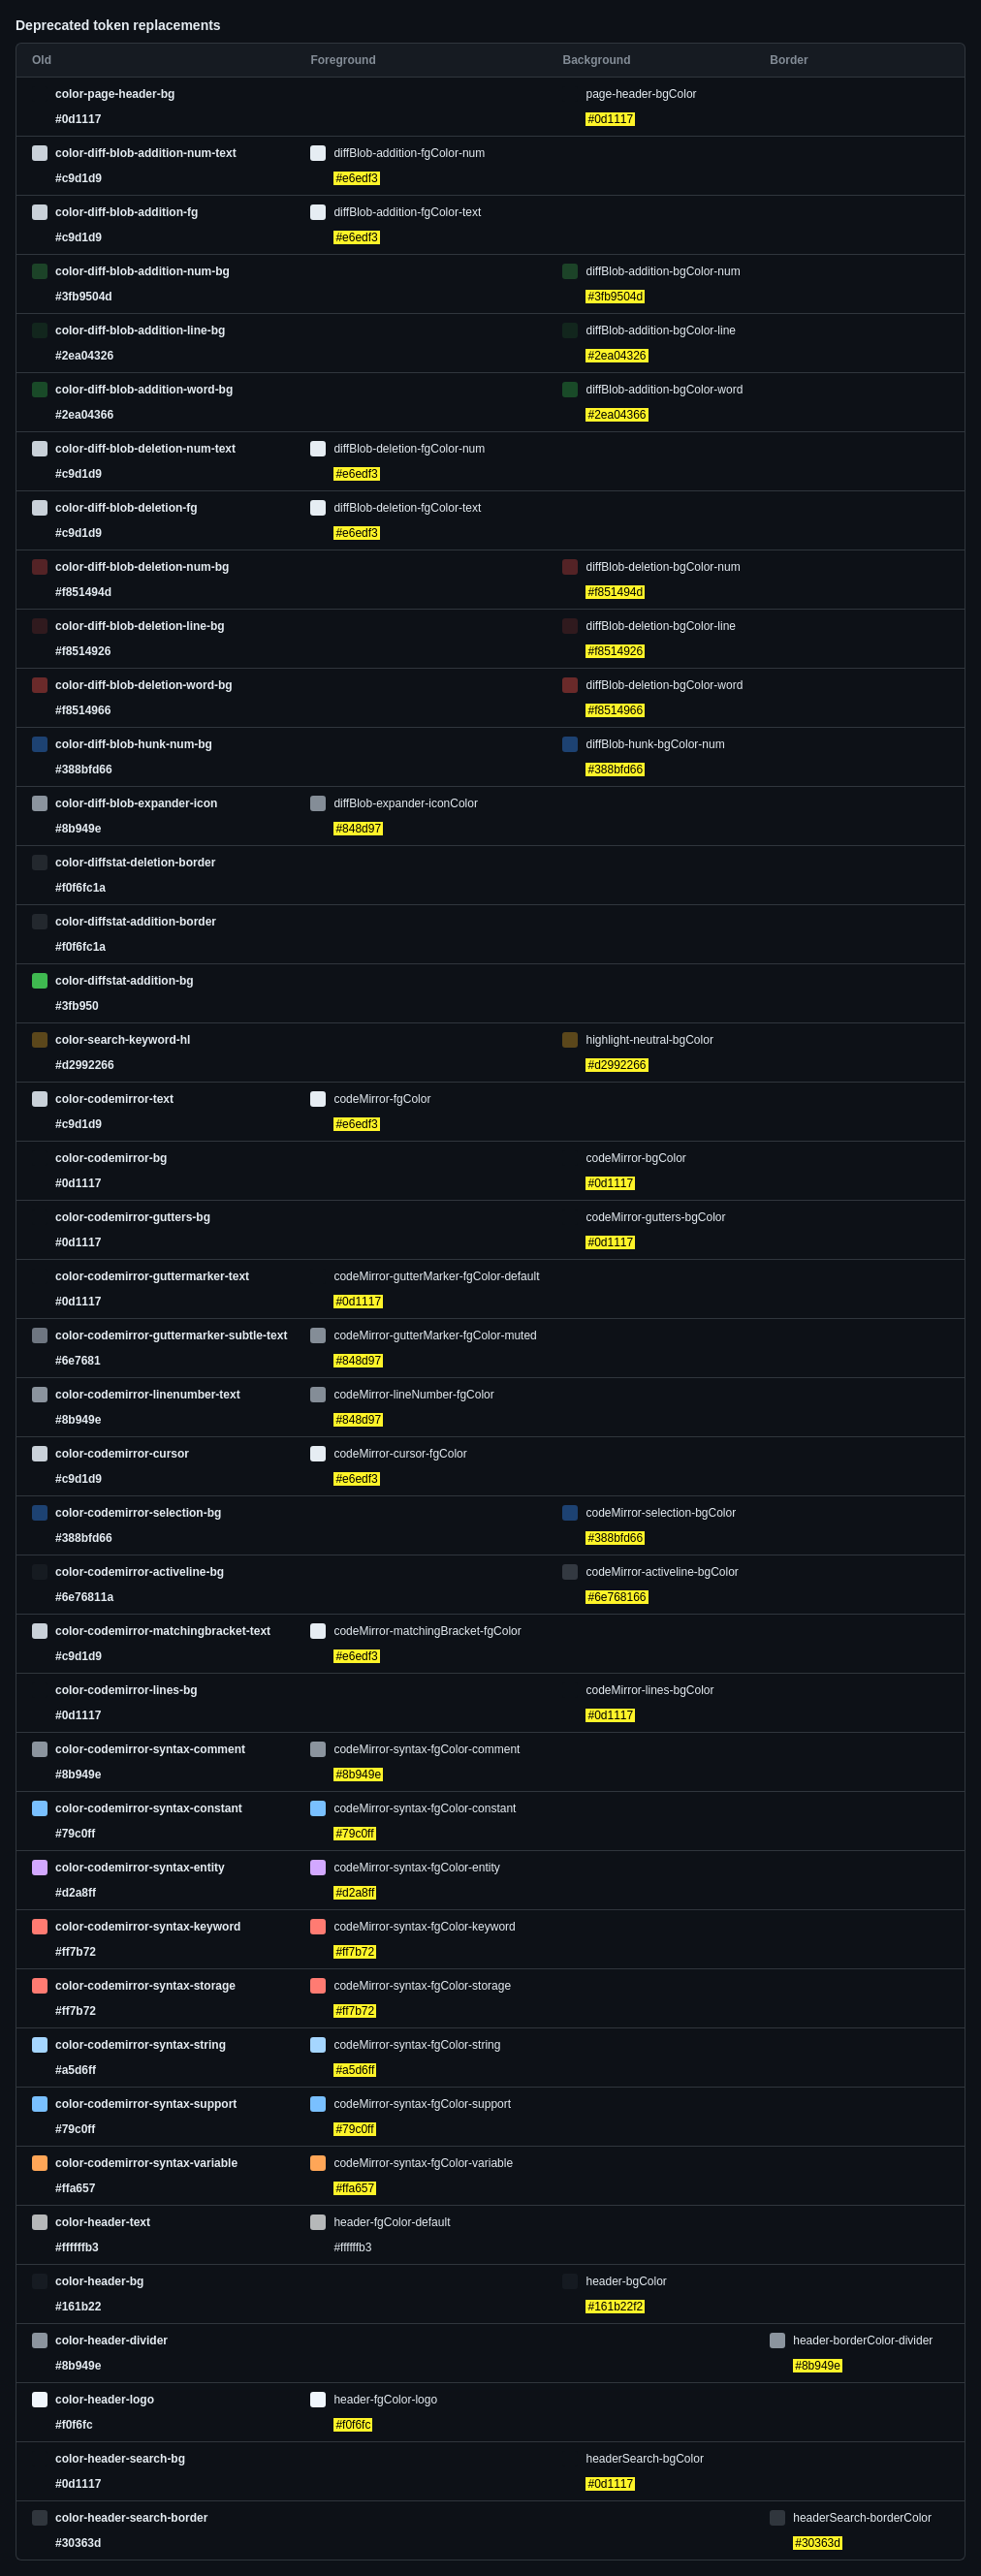 Deprecated token replacements
Old Foreground Background Border
color-page-header-bg page-header-bgColor
#0d1117 #0d1117
color-diff-blob-addition-num-text diffBlob-addition-fgColor-num
#c9d1d9 #e6edf3
color-diff-blob-addition-fg diffBlob-addition-fgColor-text
#c9d1d9 #e6edf3
color-diff-blob-addition-num-bg diffBlob-addition-bgColor-num
#3fb9504d #3fb9504d
color-diff-blob-addition-line-bg diffBlob-addition-bgColor-line
#2ea04326 #2ea04326
color-diff-blob-addition-word-bg diffBlob-addition-bgColor-word
#2ea04366 #2ea04366
color-diff-blob-deletion-num-text diffBlob-deletion-fgColor-num
#c9d1d9 #e6edf3
color-diff-blob-deletion-fg diffBlob-deletion-fgColor-text
#c9d1d9 #e6edf3
color-diff-blob-deletion-num-bg diffBlob-deletion-bgColor-num
#f851494d #f851494d
color-diff-blob-deletion-line-bg diffBlob-deletion-bgColor-line
#f8514926 #f8514926
color-diff-blob-deletion-word-bg diffBlob-deletion-bgColor-word
#f8514966 #f8514966
color-diff-blob-hunk-num-bg diffBlob-hunk-bgColor-num
#388bfd66 #388bfd66
color-diff-blob-expander-icon diffBlob-expander-iconColor
#8b949e #848d97
color-diffstat-deletion-border
#f0f6fc1a
color-diffstat-addition-border
#f0f6fc1a
color-diffstat-addition-bg
#3fb950
color-search-keyword-hl highlight-neutral-bgColor
#d2992266 #d2992266
color-codemirror-text codeMirror-fgColor
#c9d1d9 #e6edf3
color-codemirror-bg codeMirror-bgColor
#0d1117 #0d1117
color-codemirror-gutters-bg codeMirror-gutters-bgColor
#0d1117 #0d1117
color-codemirror-guttermarker-text codeMirror-gutterMarker-fgColor-default
#0d1117 #0d1117
color-codemirror-guttermarker-subtle-text codeMirror-gutterMarker-fgColor-muted
#6e7681 #848d97
color-codemirror-linenumber-text codeMirror-lineNumber-fgColor
#8b949e #848d97
color-codemirror-cursor codeMirror-cursor-fgColor
#c9d1d9 #e6edf3
color-codemirror-selection-bg codeMirror-selection-bgColor
#388bfd66 #388bfd66
color-codemirror-activeline-bg codeMirror-activeline-bgColor
#6e76811a #6e768166
color-codemirror-matchingbracket-text codeMirror-matchingBracket-fgColor
#c9d1d9 #e6edf3
color-codemirror-lines-bg codeMirror-lines-bgColor
#0d1117 #0d1117
color-codemirror-syntax-comment codeMirror-syntax-fgColor-comment
#8b949e #8b949e
color-codemirror-syntax-constant codeMirror-syntax-fgColor-constant
#79c0ff #79c0ff
color-codemirror-syntax-entity codeMirror-syntax-fgColor-entity
#d2a8ff #d2a8ff
color-codemirror-syntax-keyword codeMirror-syntax-fgColor-keyword
#ff7b72 #ff7b72
color-codemirror-syntax-storage codeMirror-syntax-fgColor-storage
#ff7b72 #ff7b72
color-codemirror-syntax-string codeMirror-syntax-fgColor-string
#a5d6ff #a5d6ff
color-codemirror-syntax-support codeMirror-syntax-fgColor-support
#79c0ff #79c0ff
color-codemirror-syntax-variable codeMirror-syntax-fgColor-variable
#ffa657 #ffa657
color-header-text header-fgColor-default
#ffffffb3 #ffffffb3
color-header-bg header-bgColor
#161b22 #161b22f2
color-header-divider header-borderColor-divider
#8b949e #8b949e
color-header-logo header-fgColor-logo
#f0f6fc #f0f6fc
color-header-search-bg headerSearch-bgColor
#0d1117 #0d1117
color-header-search-border headerSearch-borderColor
#30363d #30363d